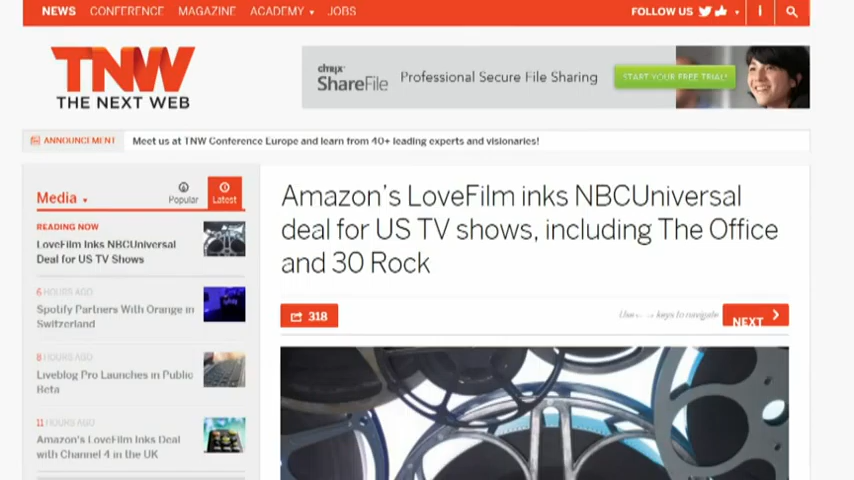 NEWS CONFERENCE MAGAZINE ACADEMY JOBS FOLLOW US
TNW
THE NEXT WEB
citrix
ShareFile
Professional Secure File Sharing
START YOUR FREE TRIAL!
ANNOUNCEMENT Meet us at TNW Conference Europe and learn from 40+ leading experts and visionaries!
Media
Popular
Latest
READING NOW
LoveFilm Inks NBCUniversal
Deal for US TV Shows
6 HOURS AGO
Spotify Partners With Orange in
Switzerland
8 HOURS AGO
Liveblog Pro Launches in Public
Beta
11 HOURS AGO
Amazon's LoveFilm Inks Deal
with Channel 4 in the UK
Amazon's LoveFilm inks NBCUniversal
deal for US TV shows, including The Office
and 30 Rock
318
Use keys to navigate
NEXT